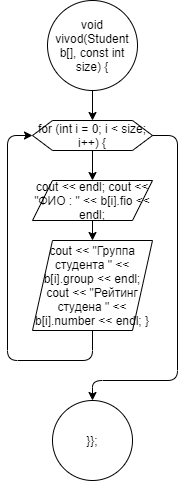 void
vivod(Student
b[], const int
size) {
for (int i = 0; i < size;
i++) {
cout << endl; cout <<
"ФИО : " << b[i].fio <<
endl;
cout << "Группа
студента " <<
b[i].group << endl;
cout << "Рейтинг
студена " <<
b[i].number << endl; }
}};